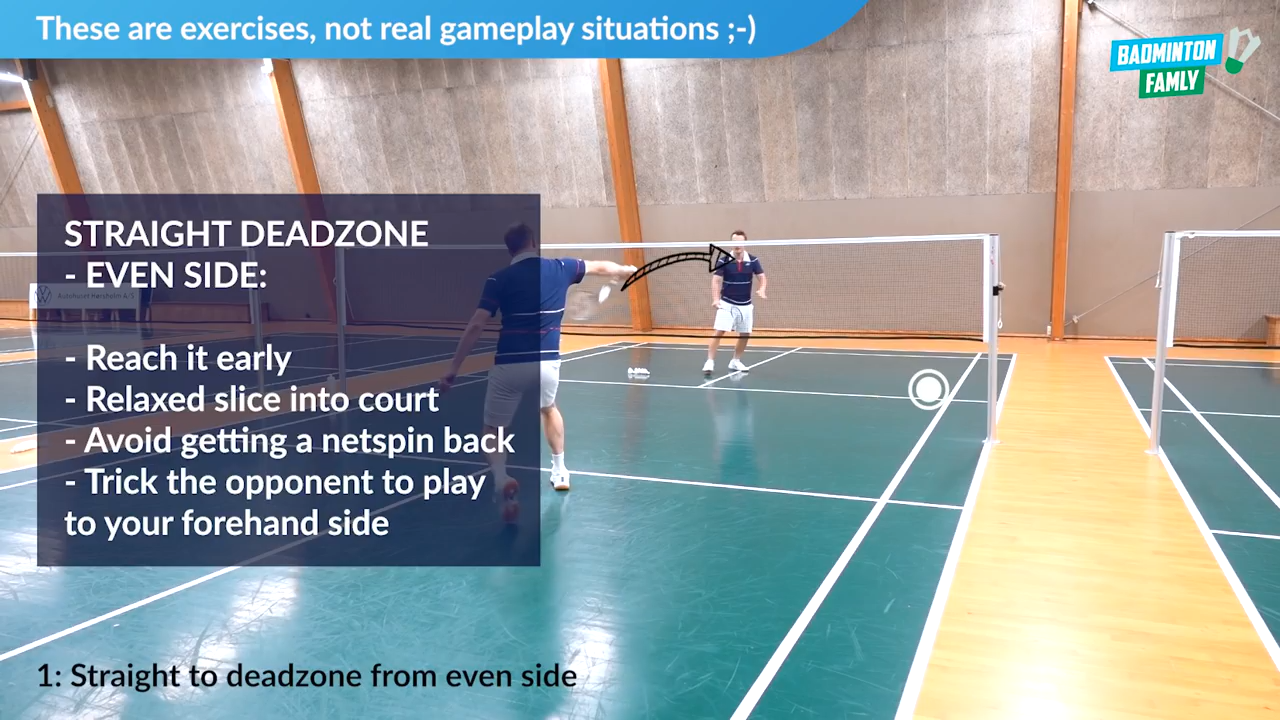 These are exercises, not real gameplay situations ;-)
BADMINTON
FAMLY
STRAIGHT DEADZONE
- EVEN SIDE:
- Reach it early
- Relaxed slice into court
- Avoid getting a netspin back
- Trick the opponent to play
to your forehand side
Autohuset Hørsholm A/S
1: Straight to deadzone from even side